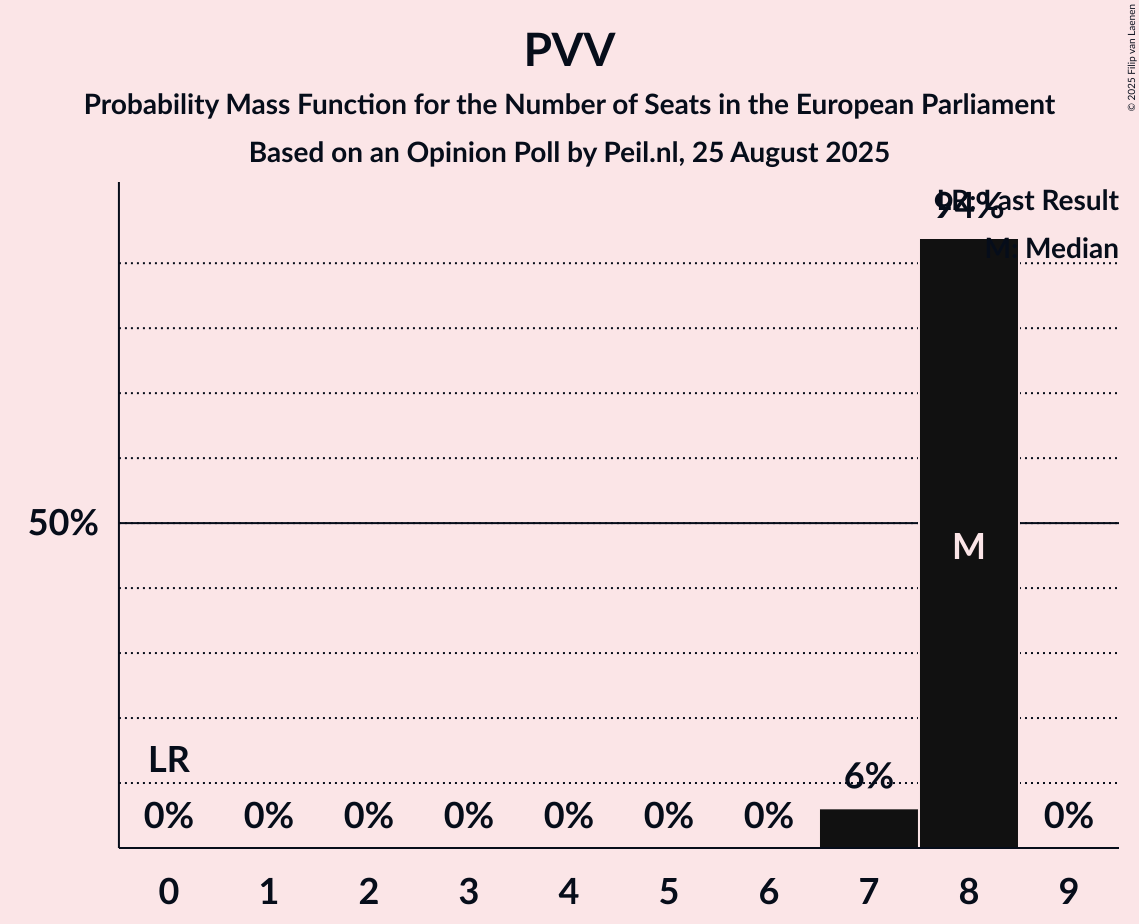 PVV
Probability Mass Function for the Number of Seats in the European Parliament
Based on an Opinion Poll by Peil.nl, 25 August 2025
© 2025 Filip van Laenen
LR: Last Result
94%
M: Median
50%
M
LR
6%
0% 0% 0% 0% 0% 0% 0% 0%
0 1 2 3 4 5 6 7 8 9